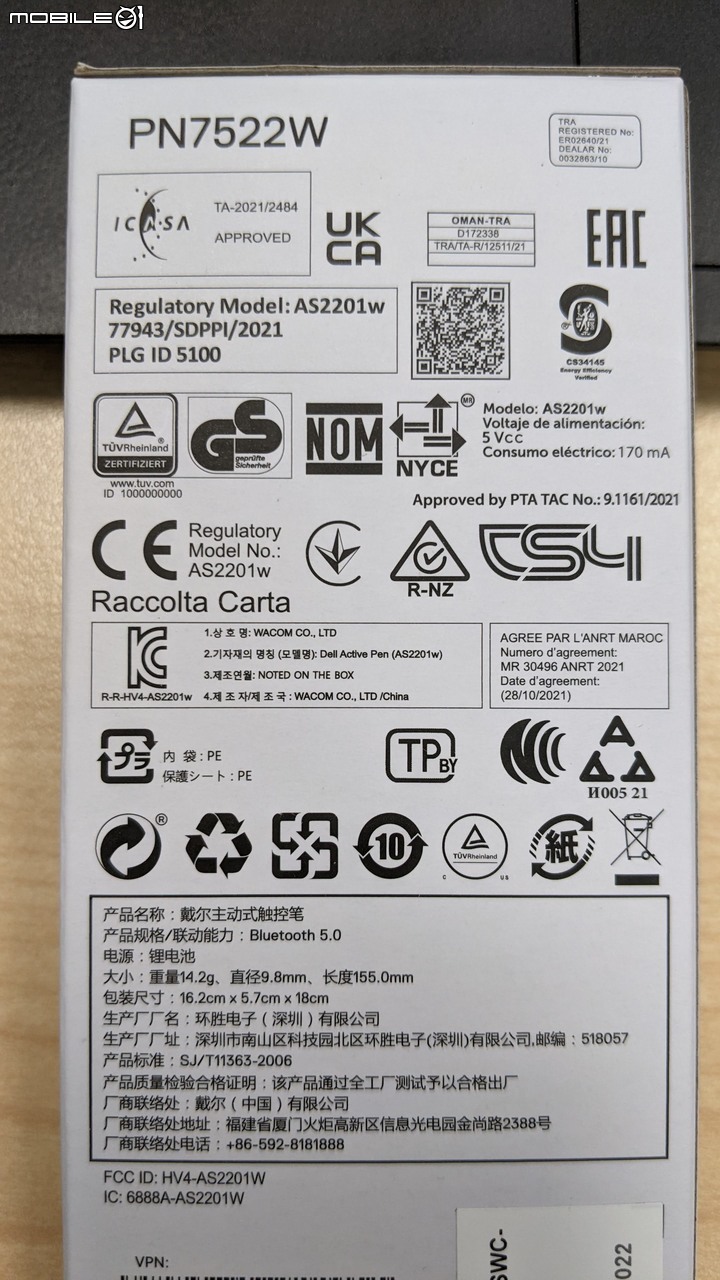 MOBILE01
PN7522W
TRA
REGISTERED No:
ER02640/21
DEALAR No:
0032863/10
ICASA
TA-2021/2484
APPROVED
UK
CA
OMAN-TRA
D172338
TRA/TA-R/12511/21
EAC
Regulatory Model: AS2201w
77943/SDPPI/2021
PLG ID 5100
S
CS34145
Energy Efficiency
Verified
TÜVRheinland
ZERTIFIZIERT
www.tuv.com
ID 1000000000
GS
geprüfte
Sicherheit
NOM
MR
NYCE
Modelo: AS2201w
Voltaje de alimentación:
5 Vcc
Consumo eléctrico: 170 mA
Approved by PTA TAC No.: 9.1161/2021
CE
Regulatory
Model No.:
AS2201w
R-NZ
Raccolta Carta
R-R-HV4-AS2201w
1.상 호 명: WACOM CO., LTD
2.기자재의 명칭 (모델명): Dell Active Pen (AS2201w)
3.제조연월: NOTED ON THE BOX
4.제 조 자/제 조 국 : WACOM CO., LTD /China
AGREE PAR L'ANRT MAROC
Numero d'agrement:
MR 30496 ANRT 2021
Date d'agrement:
(28/10/2021)
プラ
内 袋 : PE
保護シート : PE
TP BY
И005 21
10
TÜVRheinland
C US
紙
产品名称：戴尔主动式触控笔
产品规格/联动能力：Bluetooth 5.0
电源：锂电池
大小：重量14.2g、直径9.8mm、长度155.0mm
包装尺寸：16.2cm x 5.7cm x 18cm
生产厂厂名：环胜电子（深圳）有限公司
生产厂厂址：深圳市南山区科技园北区环胜电子(深圳)有限公司,邮编：518057
产品标准：SJ/T11363-2006
产品质量检验合格证明：该产品通过全工厂测试予以合格出厂
厂商联络处：戴尔（中国）有限公司
厂商联络处地址：福建省厦门火炬高新区信息光电园金尚路2388号
厂商联络处电话：+86-592-8181888
FCC ID: HV4-AS2201W
IC: 6888A-AS2201W
VPN: